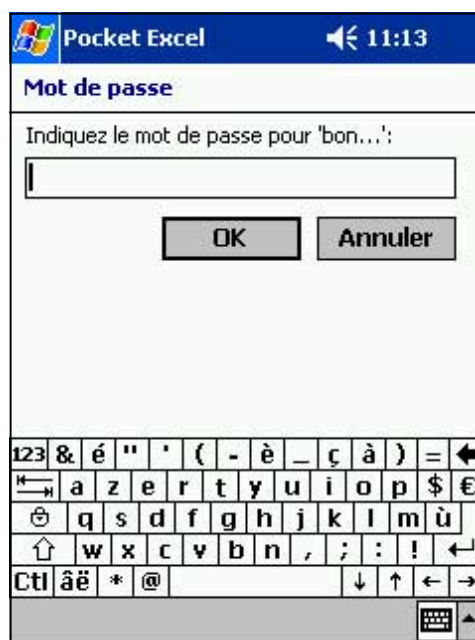 Pocket Excel 11:13
Mot de passe
Indiquez le mot de passe pour 'bon...':
OK Annuler
123 & é " ' ( - è _ ç à ) =
a z e r t y u i o p $ €
q s d f g h j k l m ù
w x c v b n , ; : !
Ctl âë * @